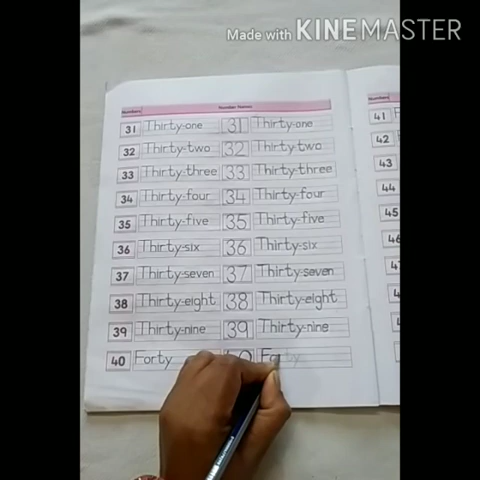 Made with KINEMASTER
Numbers Number Names Numbers
31 Thirty-one 31 Thirty-one 41
32 Thirty-two 32 Thirty-two 42
33 Thirty-three 33 Thirty-three 43
34 Thirty-four 34 Thirty-four 44
35 Thirty-five 35 Thirty-five 45
36 Thirty-six 36 Thirty-six
37 Thirty-seven 37 Thirty-seven
38 Thirty-eight 38 Thirty-eight
39 Thirty-nine 39 Thirty-nine
40 Forty Forty